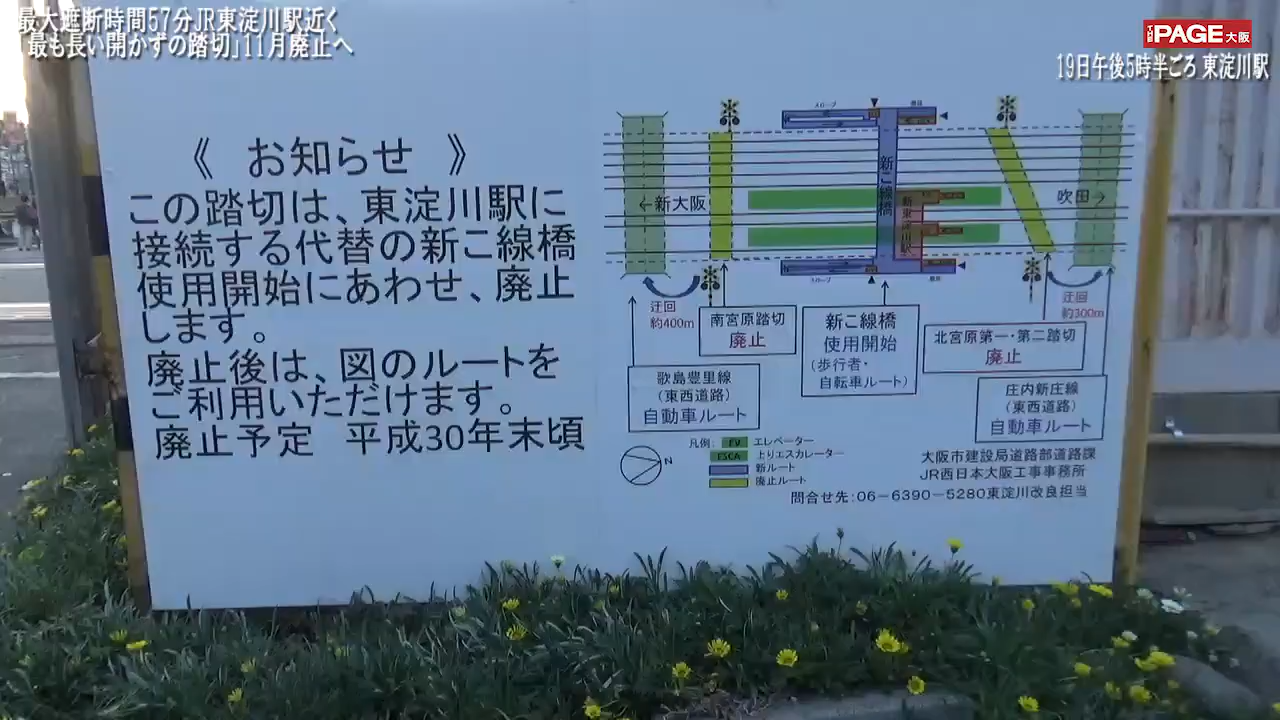 最大遮断時間57分JR東淀川駅近く
「最も長い開かずの踏切」11月廃止へ
THE PAGE 大阪
19日午後5時半ごろ 東淀川駅
《 お知らせ 》
この踏切は、東淀川駅に
接続する代替の新こ線橋
使用開始にあわせ、廃止
します。
廃止後は、図のルートを
ご利用いただけます。
廃止予定 平成30年末頃
スロープ
←新大阪
新こ線橋
新東淀川駅
吹田→
スロープ
迂回
約400m
迂回
約300m
南宮原踏切
廃止
新こ線橋
使用開始
(歩行者・
自転車ルート)
北宮原第一・第二踏切
廃止
歌島豊里線
(東西道路)
自動車ルート
庄内新庄線
(東西道路)
自動車ルート
凡例:
EV エレベーター
ESCA 上りエスカレーター
新ルート
廃止ルート
N
大阪市建設局道路部道路課
JR西日本大阪工事事務所
問合せ先:06-6390-5280東淀川改良担当